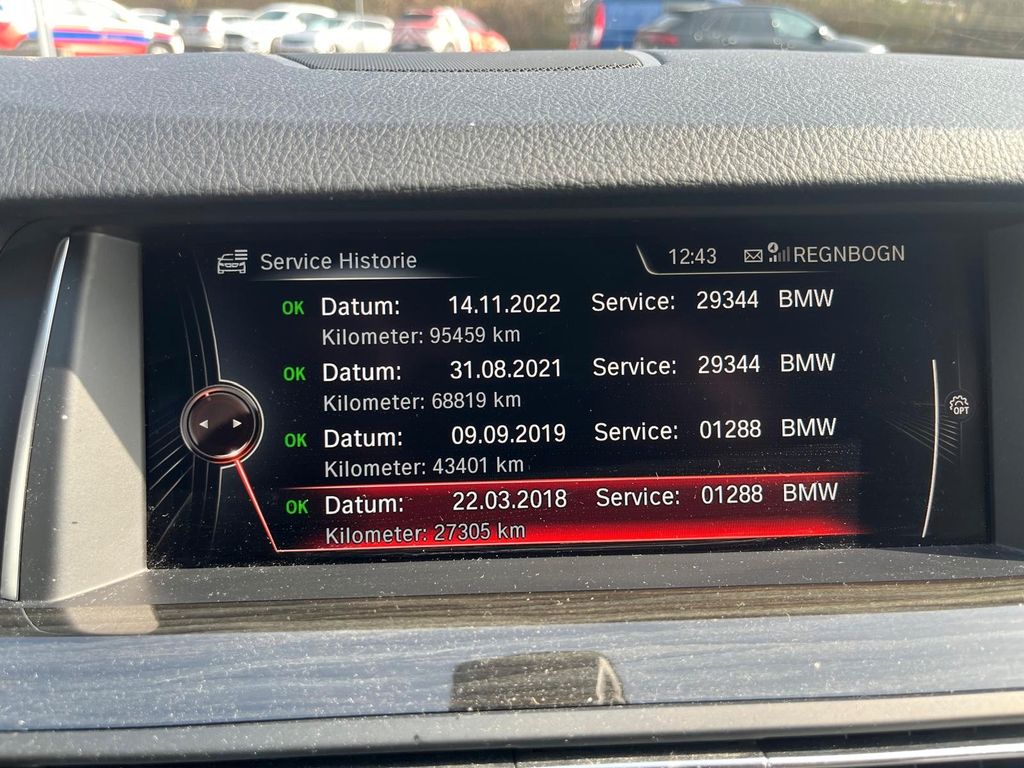 Service Historie 12:43 REGNBOGN
OK Datum: 14.11.2022 Service: 29344 BMW
Kilometer: 95459 km
OK Datum: 31.08.2021 Service: 29344 BMW
Kilometer: 68819 km
OK Datum: 09.09.2019 Service: 01288 BMW
Kilometer: 43401 km
OK Datum: 22.03.2018 Service: 01288 BMW
Kilometer: 27305 km
OPT